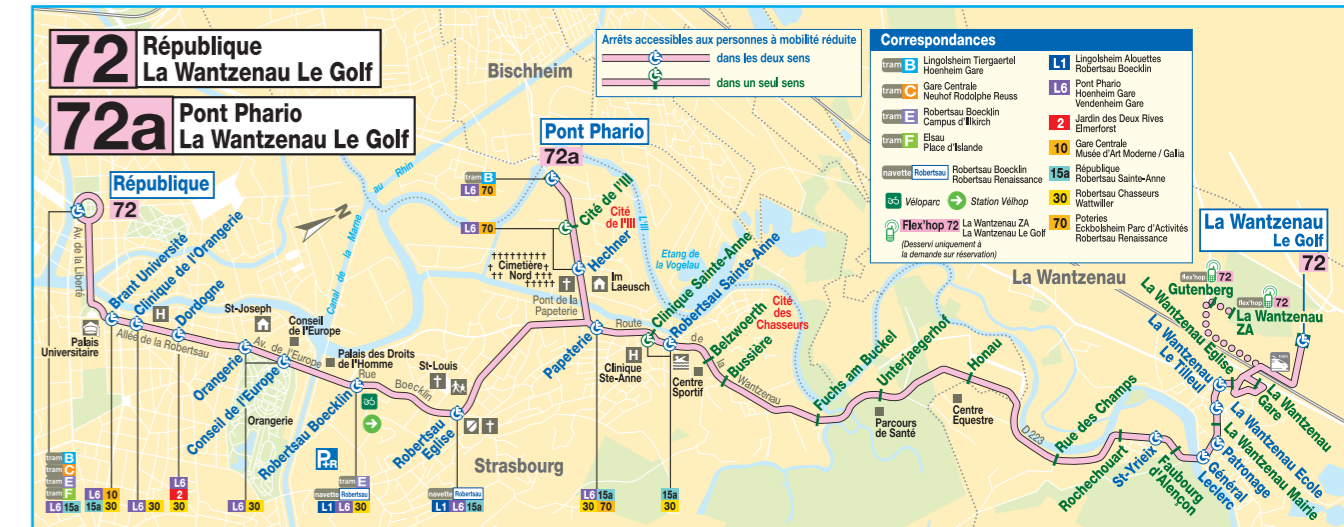 72
République
La Wantzenau Le Golf
72a
Pont Phario
La Wantzenau Le Golf
Arrêts accessibles aux personnes à mobilité réduite
dans les deux sens
dans un seul sens
Correspondances
tram B
Lingolsheim Tiergaertel
Hoenheim Gare
tram C
Gare Centrale
Neuhof Rodolphe Reuss
tram E
Robertsau Boecklin
Campus d'Illkirch
tram F
Elsau
Place d'Islande
navette Robertsau
Robertsau Boecklin
Robertsau Renaissance
Véloparc
Station Vélhop
Flex'hop 72
La Wantzenau ZA
La Wantzenau Le Golf
(Desservi uniquement à
la demande sur réservation)
L1
Lingolsheim Alouettes
Robertsau Boecklin
L6
Pont Phario
Hoenheim Gare
Vendenheim Gare
2
Jardin des Deux Rives
Elmerforst
10
Gare Centrale
Musée d'Art Moderne / Gallia
15a
République
Robertsau Sainte-Anne
30
Robertsau Chasseurs
Wattwiller
70
Poteries
Eckbolsheim Parc d'Activités
Robertsau Renaissance
Bischheim
Strasbourg
La Wantzenau
République
72
Av. de la Liberté
Palais
Universitaire
Brant Université
Clinique de l'Orangerie
H
Dordogne
Allée de la Robertsau
St-Joseph
Orangerie
Conseil
de l'Europe
Av. de l'Europe
Conseil de l'Europe
Orangerie
Palais des Droits
de l'Homme
Rue
Boecklin
Robertsau Boecklin
P+R
St-Louis
Robertsau
Eglise
Canal de la Marne
au Rhin
N
Pont Phario
72a
tram B
L6 70
Cité de l'Ill
Cité
de l'Ill
L6 70
Hechner
Cimetière
Nord
Im
Laeusch
Pont de la
Papeterie
Papeterie
L'Ill
Etang de
la Vogelau
Route
de
la
Wantzenau
Clinique Sainte-Anne
Robertsau Sainte-Anne
H
Clinique
Ste-Anne
Centre
Sportif
Belzwoerth
Bussière
Cité
des
Chasseurs
Fuchs am Buckel
Unterjaegerhof
Parcours
de Santé
Honau
Centre
Equestre
D 223
Rue des Champs
Rochechouart
St-Yrieix
Faubourg
d'Alençon
Général
Leclerc
Patronage
La Wantzenau Mairie
La Wantzenau Ecole
La Wantzenau
Le Tilleul
La Wantzenau Eglise
La Wantzenau
Gare
flex'hop 72
Gutenberg
flex'hop 72
La Wantzenau
ZA
train
La Wantzenau
Le Golf
72
tram B
tram C
tram E
tram F
L6 15a
L6 10
15a 30
L6 30
L6
2
30
L6 30
tram E
navette Robertsau
L1 L6 30
navette Robertsau
L1 L6 15a
L6 15a
30 70
15a
30